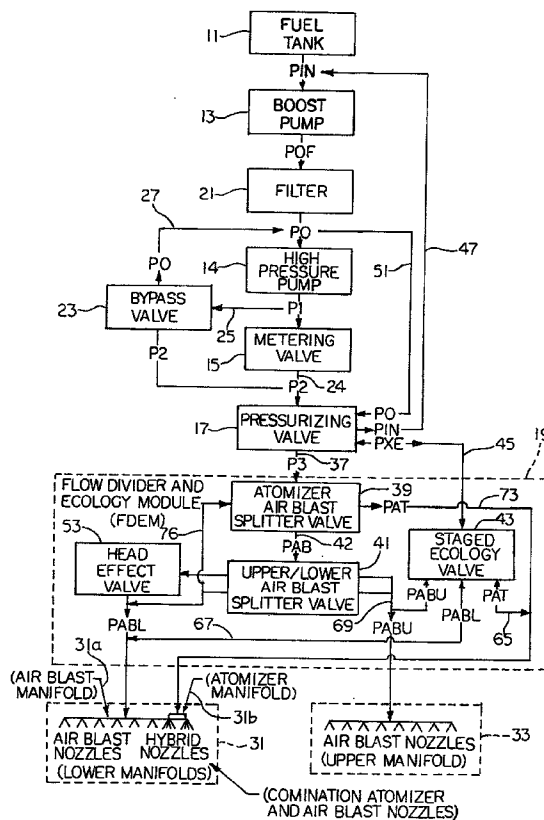 11
FUEL
TANK
PIN
13
BOOST
PUMP
POF
21
FILTER
27
PO
47
51
PO
14
HIGH
PRESSURE
PUMP
23
BYPASS
VALVE
25
P1
P2
15
METERING
VALVE
P2
24
17
PRESSURIZING
VALVE
PO
PIN
PXE
P3
37
45
19
FLOW DIVIDER AND
ECOLOGY MODULE
(FDEM)
76
ATOMIZER
AIR BLAST
SPLITTER VALVE
39
PAT
73
53
HEAD
EFFECT
VALVE
PAB
42
41
UPPER/LOWER
AIR BLAST
SPLITTER VALVE
43
STAGED
ECOLOGY
VALVE
PABU
PABL
PAT
69
65
PABL
67
PABU
31a
(AIR BLAST
MANIFOLD)
(ATOMIZER
MANIFOLD)
31b
AIR BLAST
NOZZLES
HYBRID
NOZZLES
31
(LOWER MANIFOLDS)
AIR BLAST NOZZLES
(UPPER MANIFOLD)
33
(COMINATION ATOMIZER
AND AIR BLAST NOZZLES)